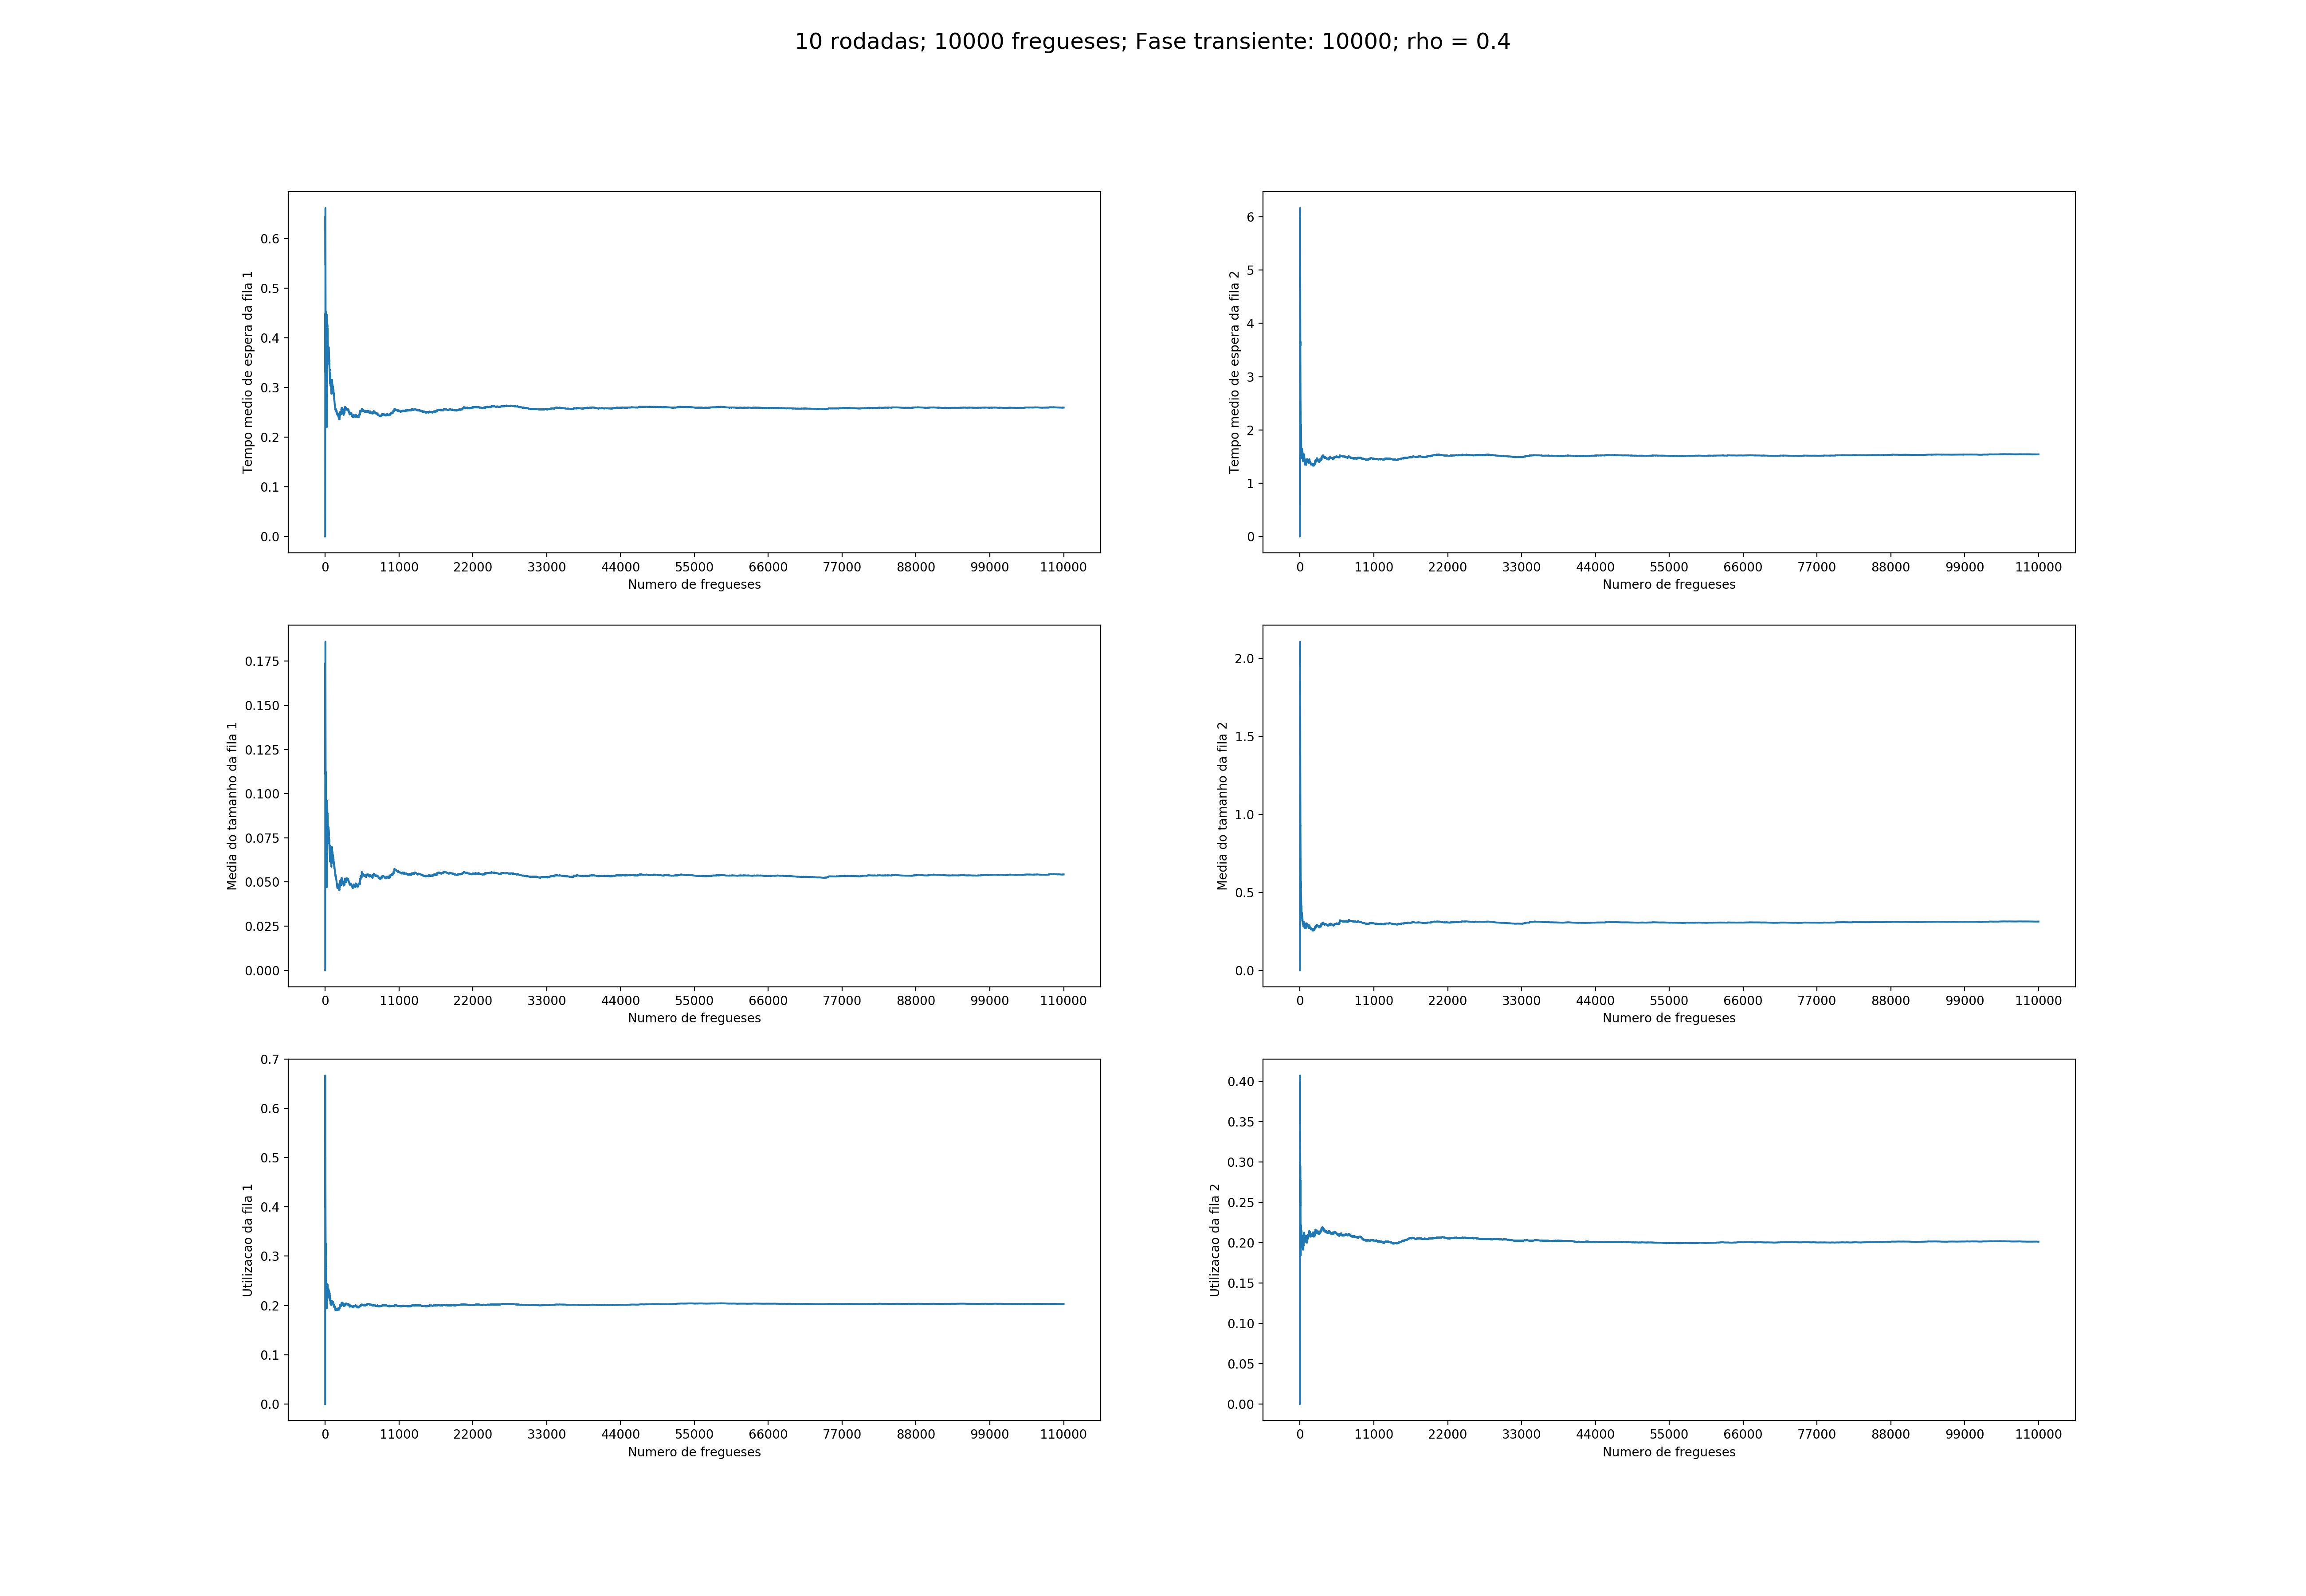 10 rodadas; 10000 fregueses; Fase transiente: 10000; rho = 0.4
Tempo medio de espera da fila 1
0.6
0.5
0.4
0.3
0.2
0.1
0.0
0 11000 22000 33000 44000 55000 66000 77000 88000 99000 110000
Numero de fregueses
Tempo medio de espera da fila 2
6
5
4
3
2
1
0
0 11000 22000 33000 44000 55000 66000 77000 88000 99000 110000
Numero de fregueses
Media do tamanho da fila 1
0.175
0.150
0.125
0.100
0.075
0.050
0.025
0.000
0 11000 22000 33000 44000 55000 66000 77000 88000 99000 110000
Numero de fregueses
Media do tamanho da fila 2
2.0
1.5
1.0
0.5
0.0
0 11000 22000 33000 44000 55000 66000 77000 88000 99000 110000
Numero de fregueses
Utilizacao da fila 1
0.7
0.6
0.5
0.4
0.3
0.2
0.1
0.0
0 11000 22000 33000 44000 55000 66000 77000 88000 99000 110000
Numero de fregueses
Utilizacao da fila 2
0.40
0.35
0.30
0.25
0.20
0.15
0.10
0.05
0.00
0 11000 22000 33000 44000 55000 66000 77000 88000 99000 110000
Numero de fregueses